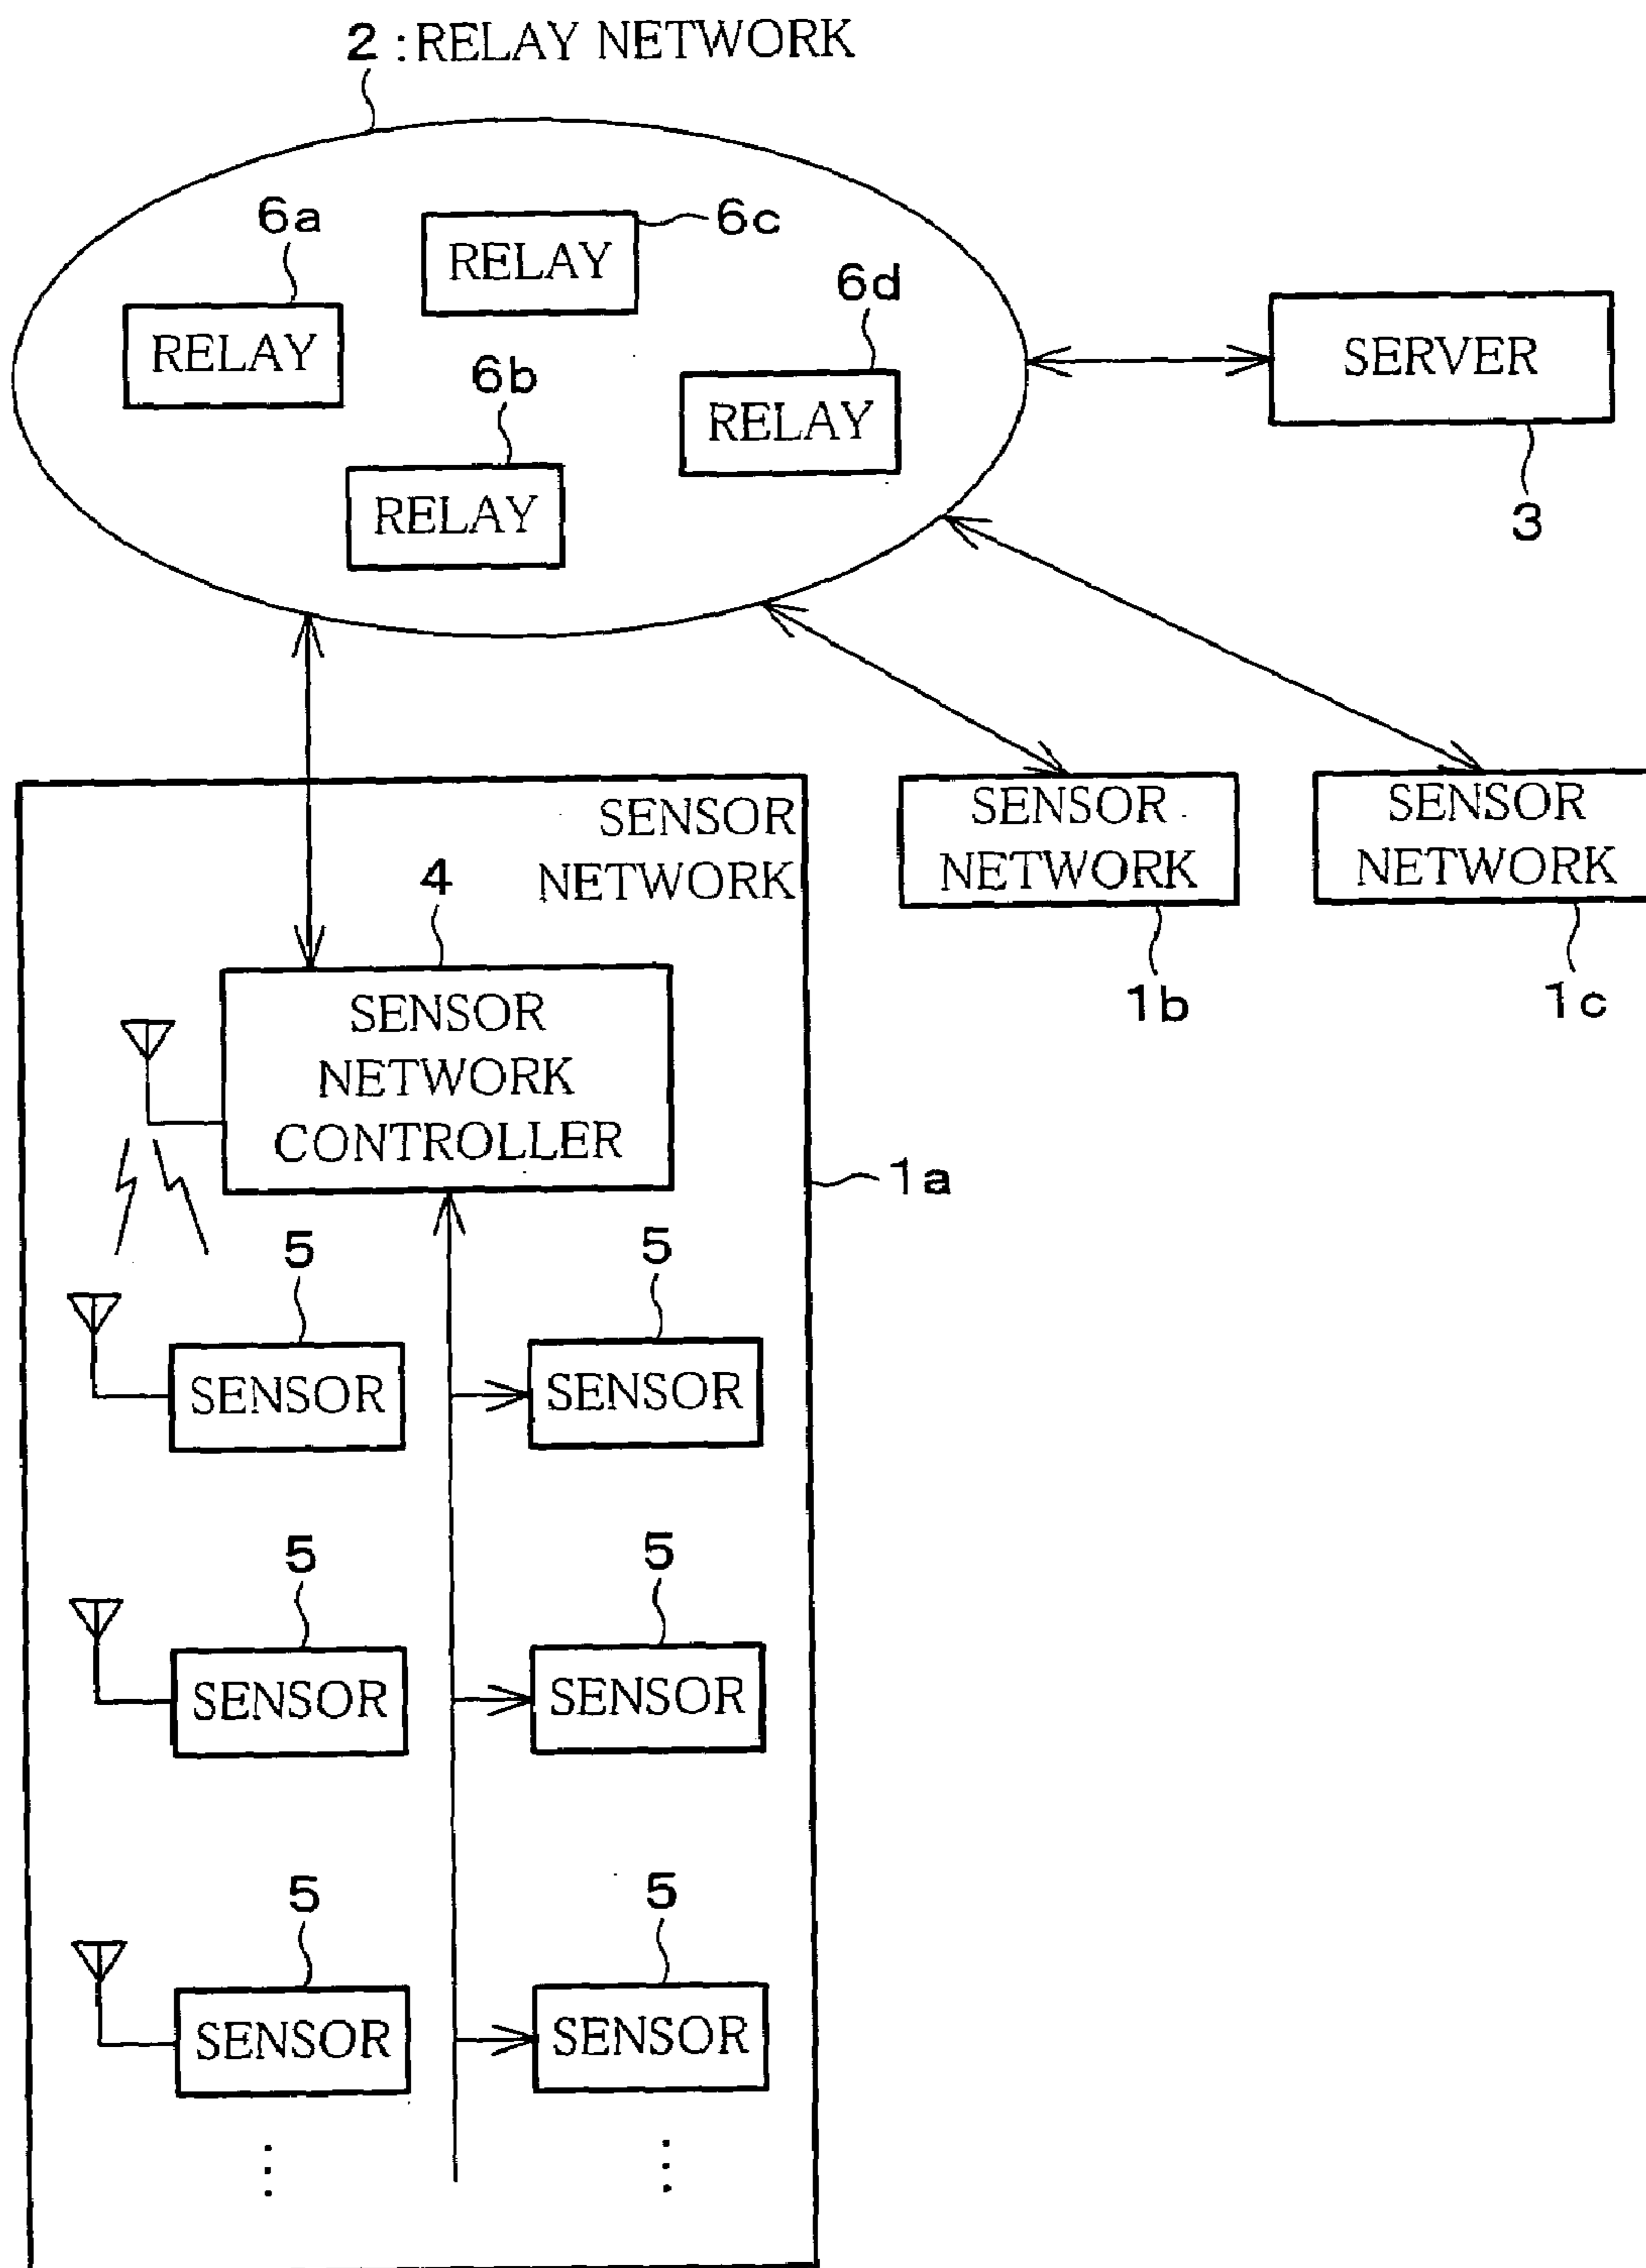 2 : RELAY NETWORK
6a
6c
RELAY
6d
RELAY
6b
SERVER
RELAY
RELAY
3
SENSOR
NETWORK
SENSOR
NETWORK
SENSOR
NETWORK
4
1b
1c
SENSOR
NETWORK
CONTROLLER
1a
5
5
SENSOR
SENSOR
5
5
SENSOR
SENSOR
5
5
SENSOR
SENSOR